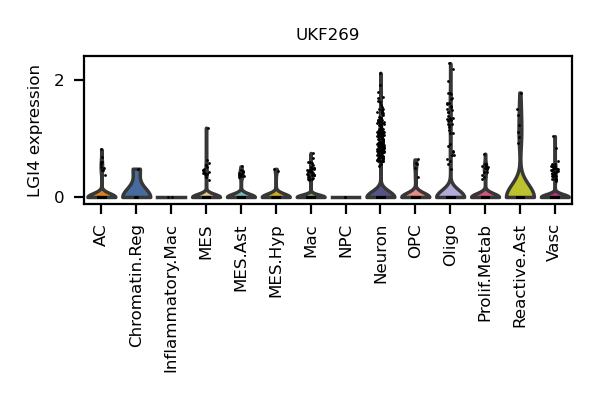 UKF269
LGI4 expression
2
0
AC
Chromatin.Reg
Inflammatory.Mac
MES
MES.Ast
MES.Hyp
Mac
NPC
Neuron
OPC
Oligo
Prolif.Metab
Reactive.Ast
Vasc